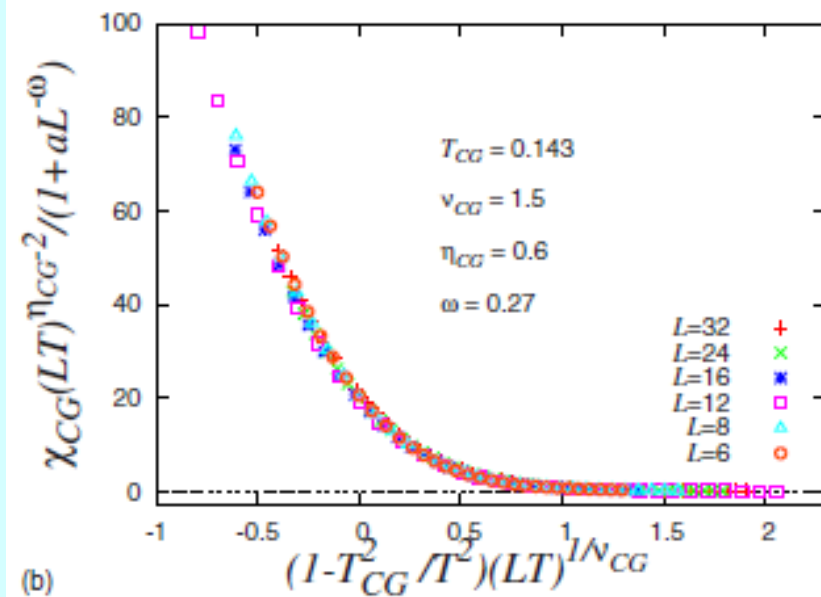 100
80
60
40
20
0
-1 -0.5 0 0.5 1 1.5 2
χCG(LT)^ηCG-2/(1+aL^-ω)
TCG = 0.143
νCG = 1.5
ηCG = 0.6
ω = 0.27
L=32
L=24
L=16
L=12
L=8
L=6
(b) (1-T²CG/T²)(LT)^1/νCG